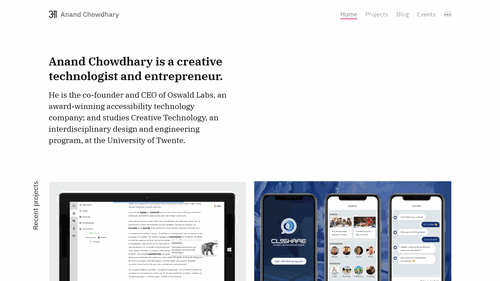 Anand Chowdhary
Home Projects Blog Events
Anand Chowdhary is a creative
technologist and entrepreneur.
He is the co-founder and CEO of Oswald Labs, an
award-winning accessibility technology
company; and studies Creative Technology, an
interdisciplinary design and engineering
program, at the University of Twente.
Recent projects